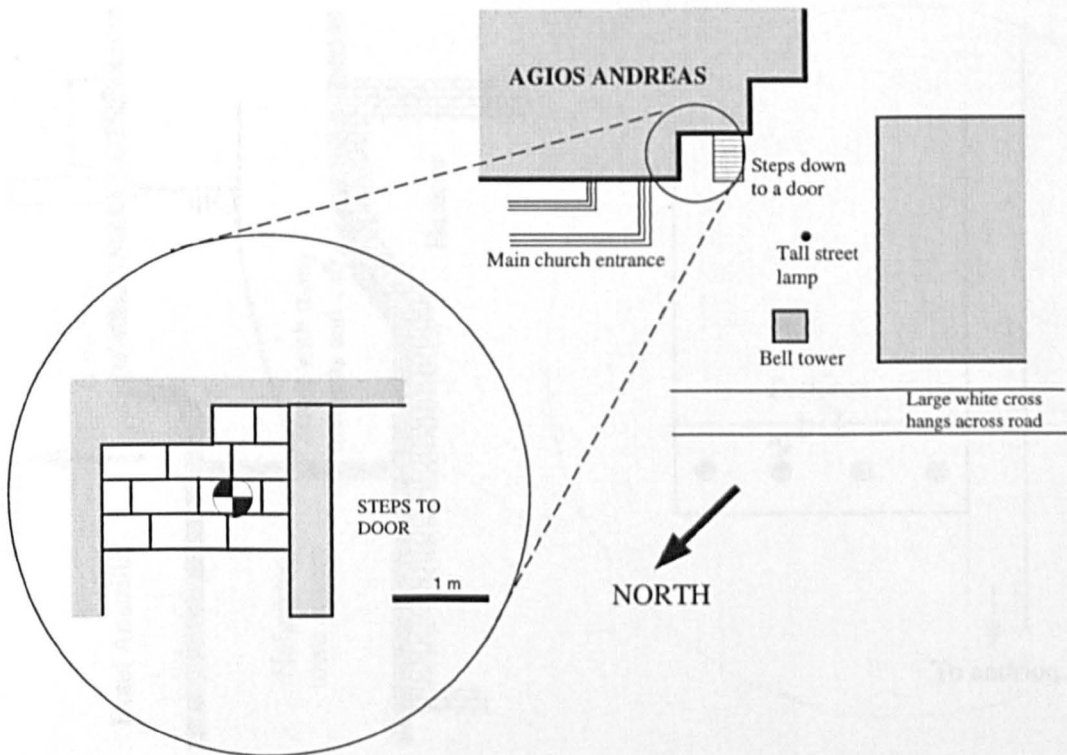 AGIOS ANDREAS
Steps down
to a door
Main church entrance
Tall street
lamp
Bell tower
Large white cross
hangs across road
STEPS TO
DOOR
1 m
NORTH